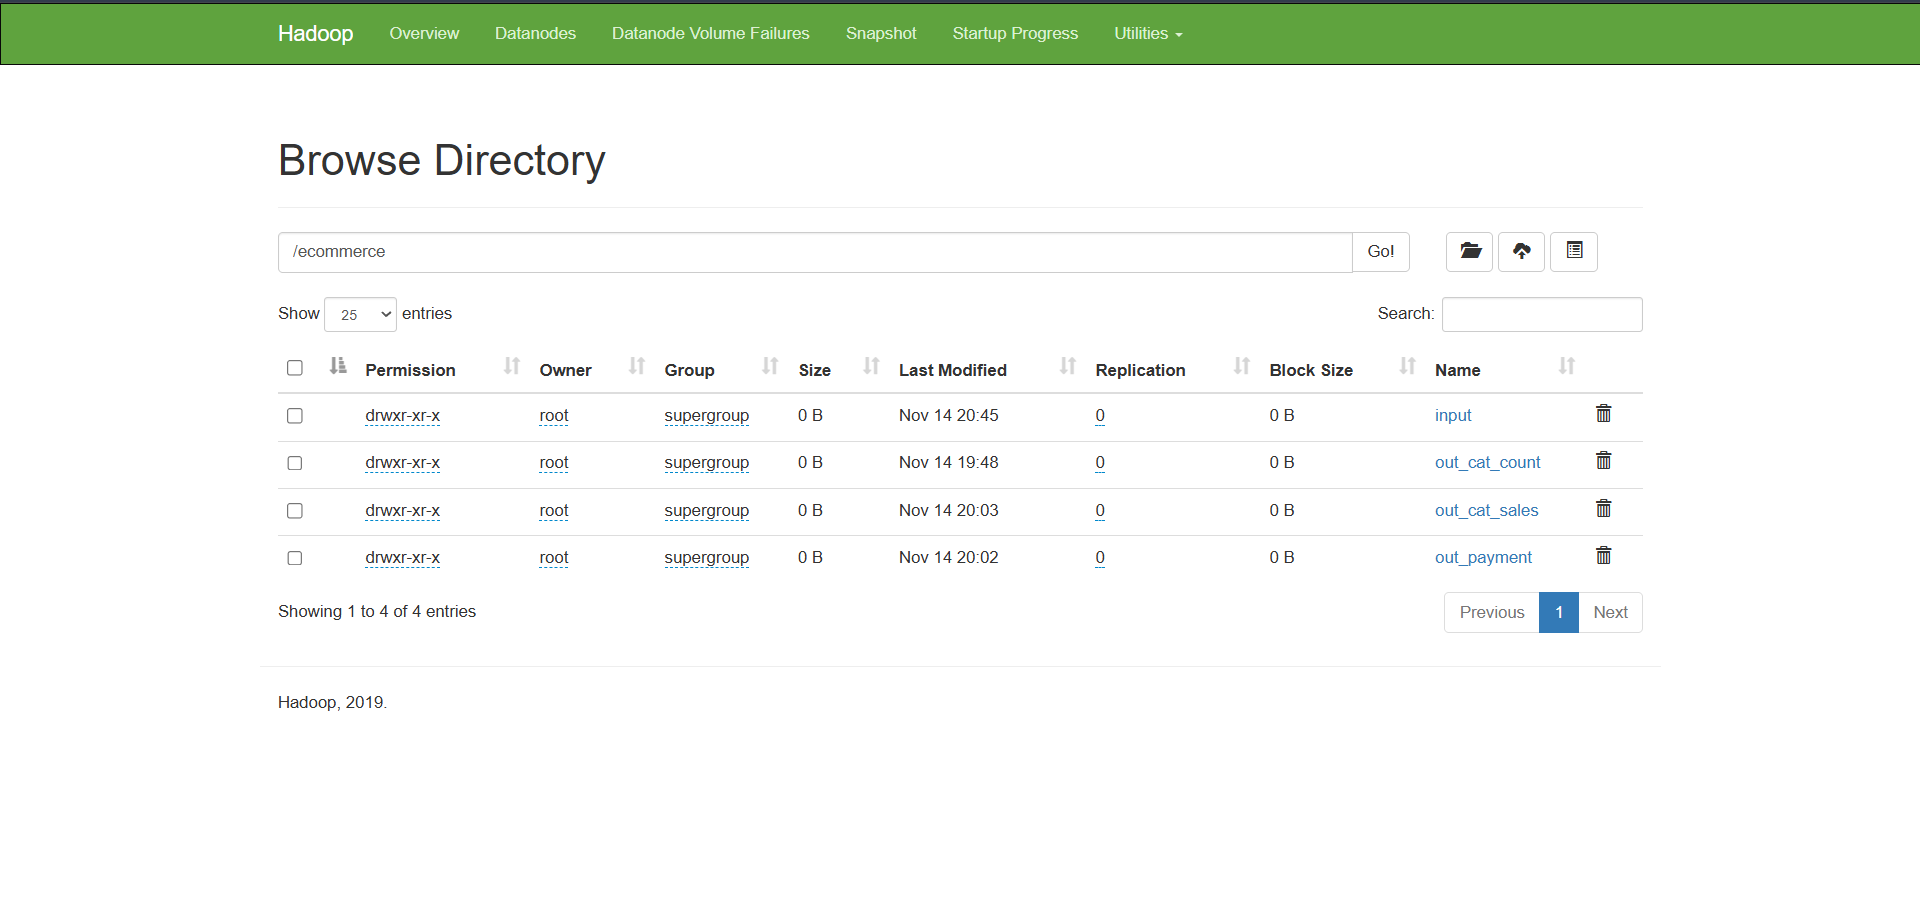 Hadoop Overview Datanodes Datanode Volume Failures Snapshot Startup Progress Utilities
Browse Directory
/ecommerce Go!
Show 25 entries Search:
Permission Owner Group Size Last Modified Replication Block Size Name
drwxr-xr-x root supergroup 0 B Nov 14 20:45 0 0 B input
drwxr-xr-x root supergroup 0 B Nov 14 19:48 0 0 B out_cat_count
drwxr-xr-x root supergroup 0 B Nov 14 20:03 0 0 B out_cat_sales
drwxr-xr-x root supergroup 0 B Nov 14 20:02 0 0 B out_payment
Showing 1 to 4 of 4 entries Previous 1 Next
Hadoop, 2019.